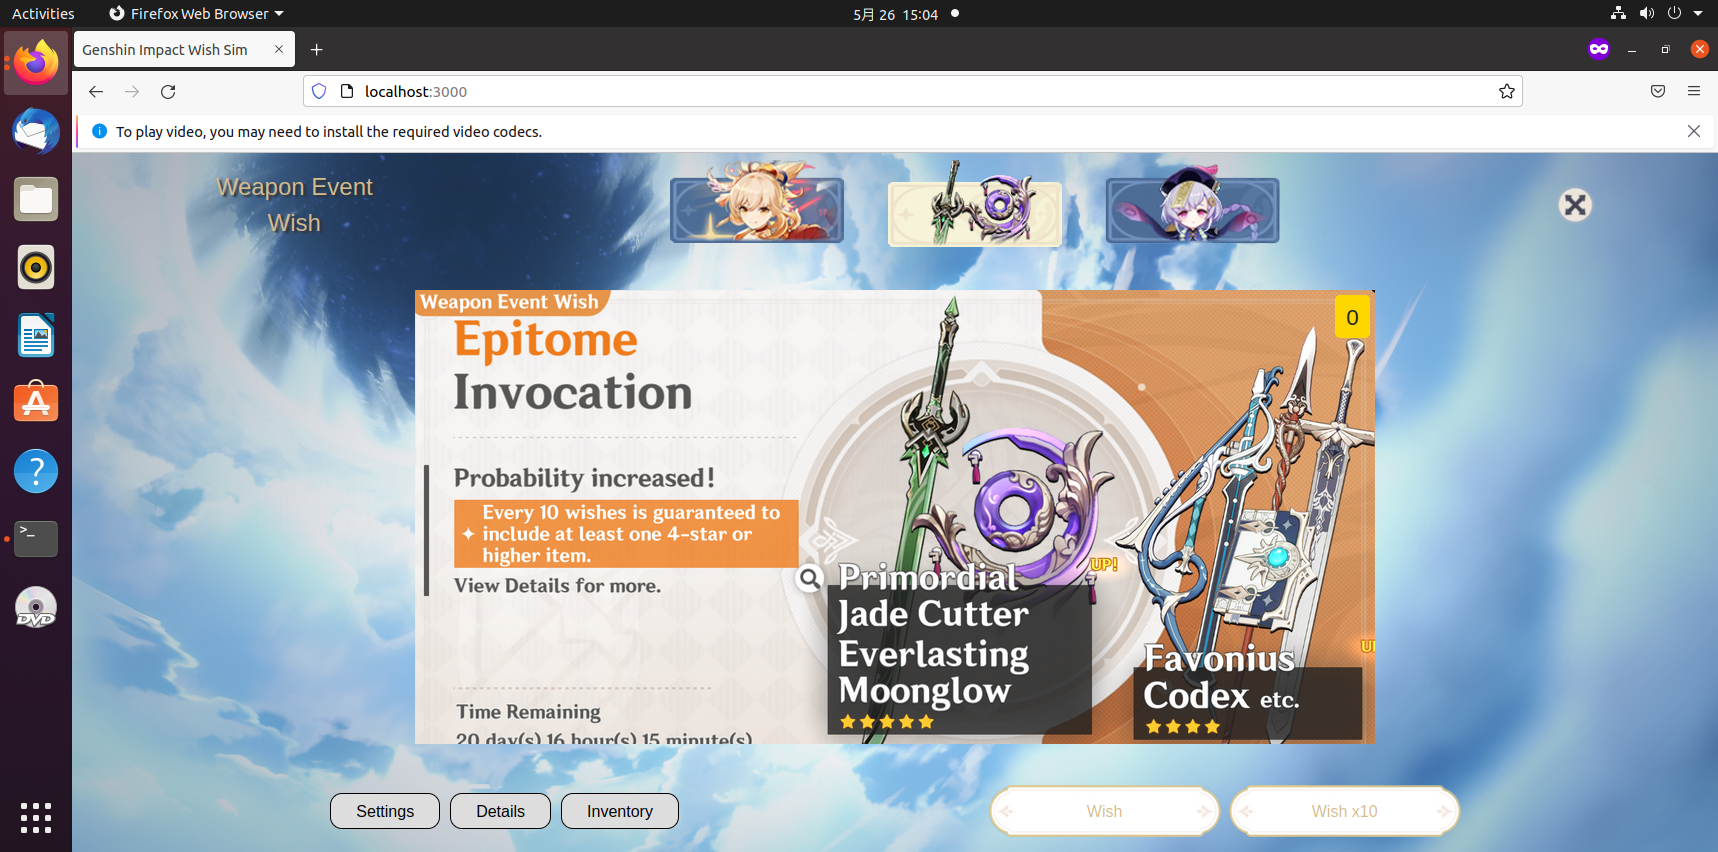 Activities
Firefox Web Browser
5月 26 15:04
Genshin Impact Wish Sim
localhost:3000
To play video, you may need to install the required video codecs.
Weapon Event
Wish
Weapon Event Wish
0
Epitome
Invocation
Probability increased!
Every 10 wishes is guaranteed to
include at least one 4-star or
higher item.
View Details for more.
Time Remaining
20 day(s) 16 hour(s) 15 minute(s)
UP!
Primordial
Jade Cutter
Everlasting
Moonglow
Favonius
Codex etc.
Settings
Details
Inventory
Wish
Wish x10
DVD